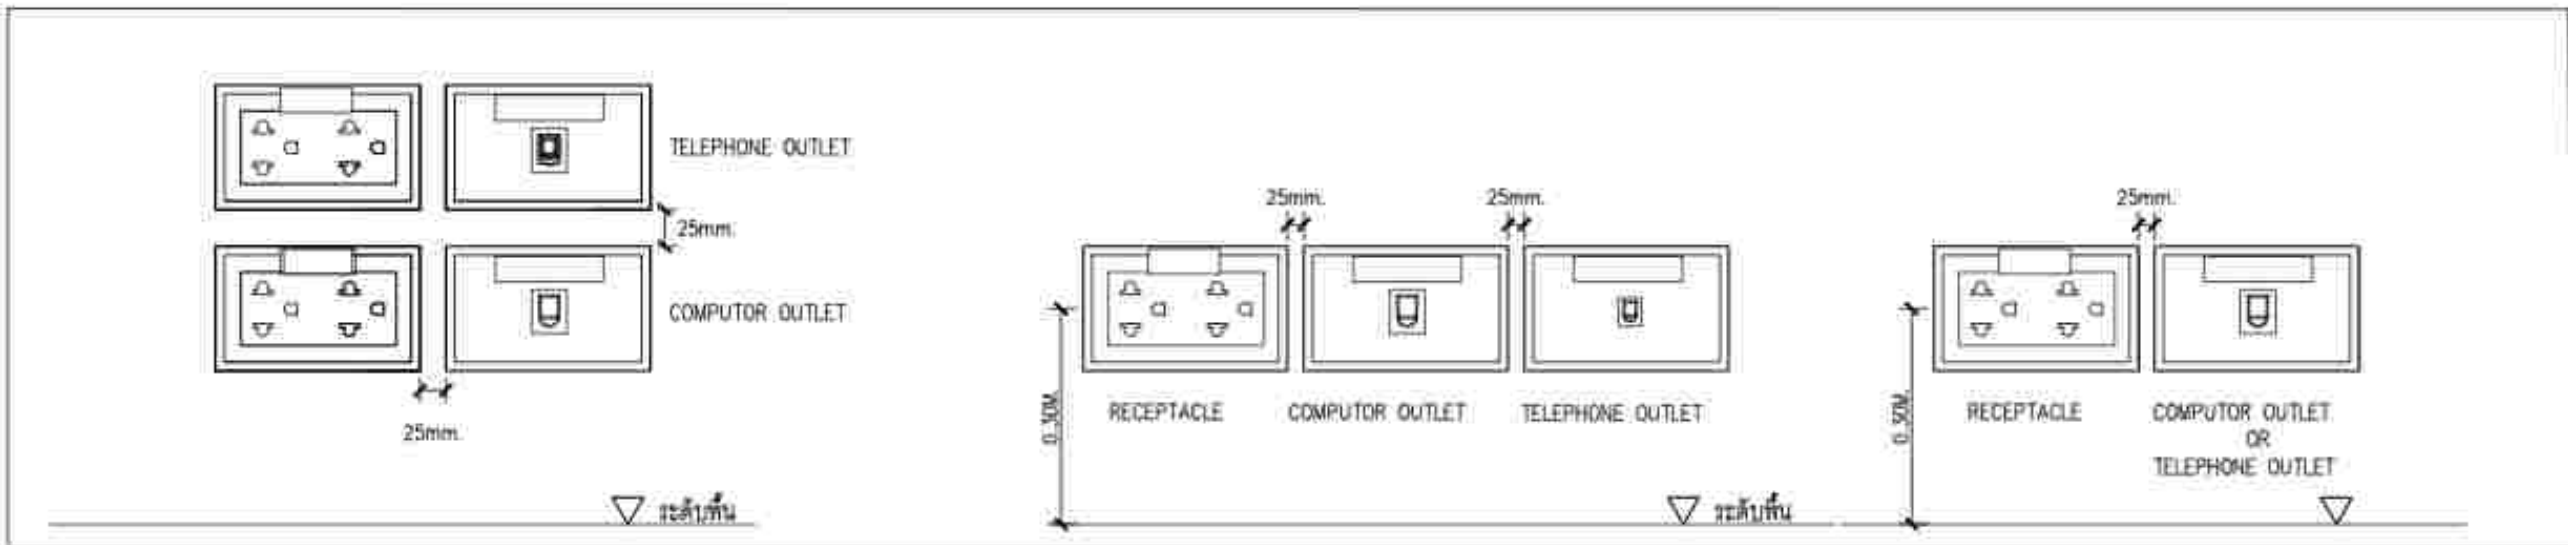 TELEPHONE OUTLET
25mm.
COMPUTOR OUTLET
25mm.
ระดับพื้น
25mm.
25mm.
0.30M.
RECEPTACLE
COMPUTOR OUTLET
TELEPHONE OUTLET
ระดับพื้น
25mm.
0.30M.
RECEPTACLE
COMPUTOR OUTLET
OR
TELEPHONE OUTLET